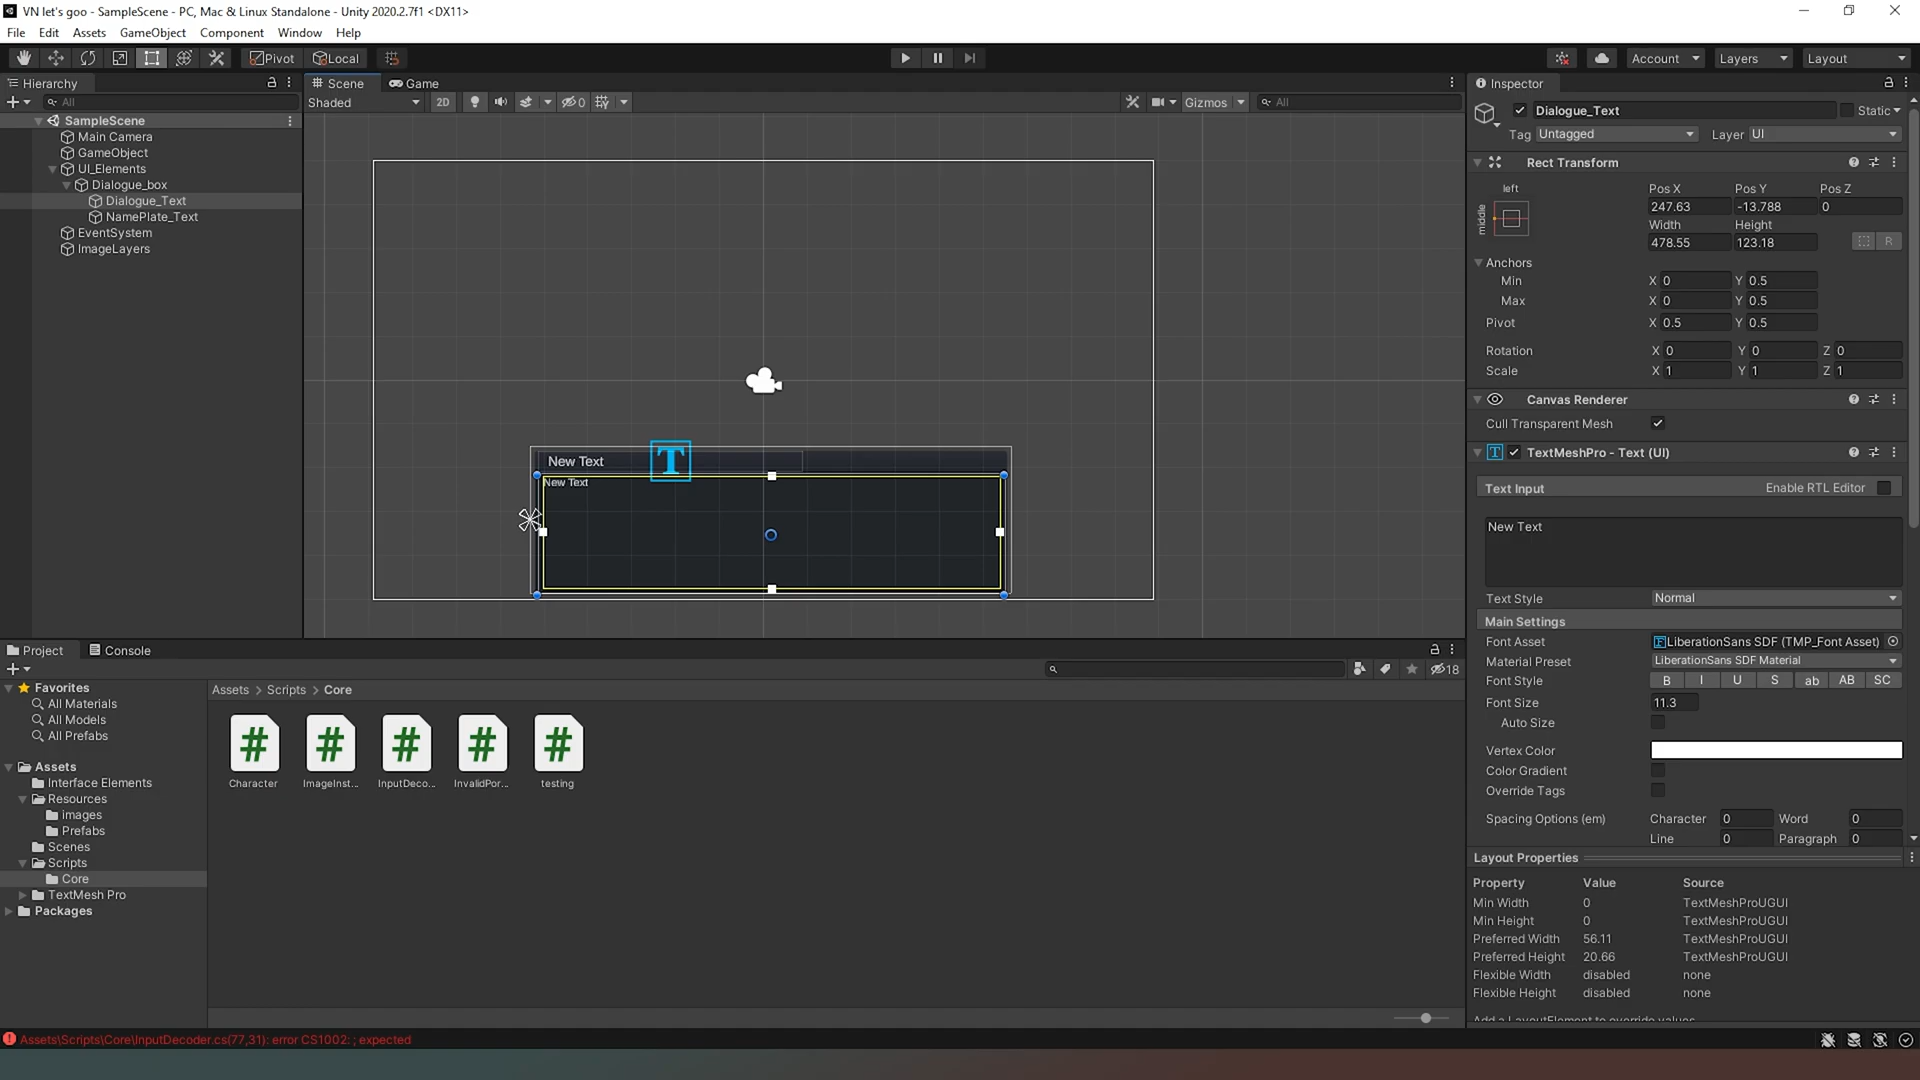 VN let's goo - SampleScene - PC, Mac & Linux Standalone - Unity 2020.2.7f1 <DX11>
File Edit Assets GameObject Component Window Help
Pivot Local
Account Layers Layout
Hierarchy
All
SampleScene
Main Camera
GameObject
UI_Elements
Dialogue_box
Dialogue_Text
NamePlate_Text
EventSystem
ImageLayers
Scene Game
Shaded 2D 0 Gizmos All
New Text
T
New Text
Inspector
Dialogue_Text Static
Tag Untagged Layer UI
Rect Transform
left
middle
Pos X Pos Y Pos Z
247.63 -13.788 0
Width Height
478.55 123.18 R
Anchors
Min X 0 Y 0.5
Max X 0 Y 0.5
Pivot X 0.5 Y 0.5
Rotation X 0 Y 0 Z 0
Scale X 1 Y 1 Z 1
Canvas Renderer
Cull Transparent Mesh
T TextMeshPro - Text (UI)
Text Input Enable RTL Editor
New Text
Text Style Normal
Main Settings
Font Asset LiberationSans SDF (TMP_Font Asset)
Material Preset LiberationSans SDF Material
Font Style B I U S ab AB SC
Font Size 11.3
Auto Size
Vertex Color
Color Gradient
Override Tags
Spacing Options (em) Character 0 Word 0
Line 0 Paragraph 0
Layout Properties
Property Value Source
Min Width 0 TextMeshProUGUI
Min Height 0 TextMeshProUGUI
Preferred Width 56.11 TextMeshProUGUI
Preferred Height 20.66 TextMeshProUGUI
Flexible Width disabled none
Flexible Height disabled none
Add a LayoutElement to override values
Project Console
18
Favorites
All Materials
All Models
All Prefabs
Assets
Interface Elements
Resources
images
Prefabs
Scenes
Scripts
Core
TextMesh Pro
Packages
Assets > Scripts > Core
# # # # #
Character ImageInst... InputDeco... InvalidPor... testing
Assets\Scripts\Core\InputDecoder.cs(77,31): error CS1002: ; expected